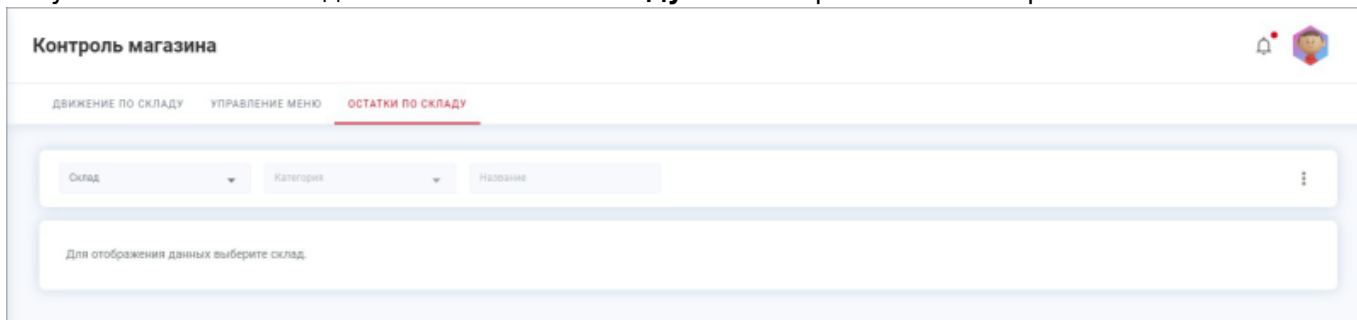 Контроль магазина
ДВИЖЕНИЕ ПО СКЛАДУ УПРАВЛЕНИЕ МЕНЮ ОСТАТКИ ПО СКЛАДУ
Склад Категория Название
Для отображения данных выберите склад.